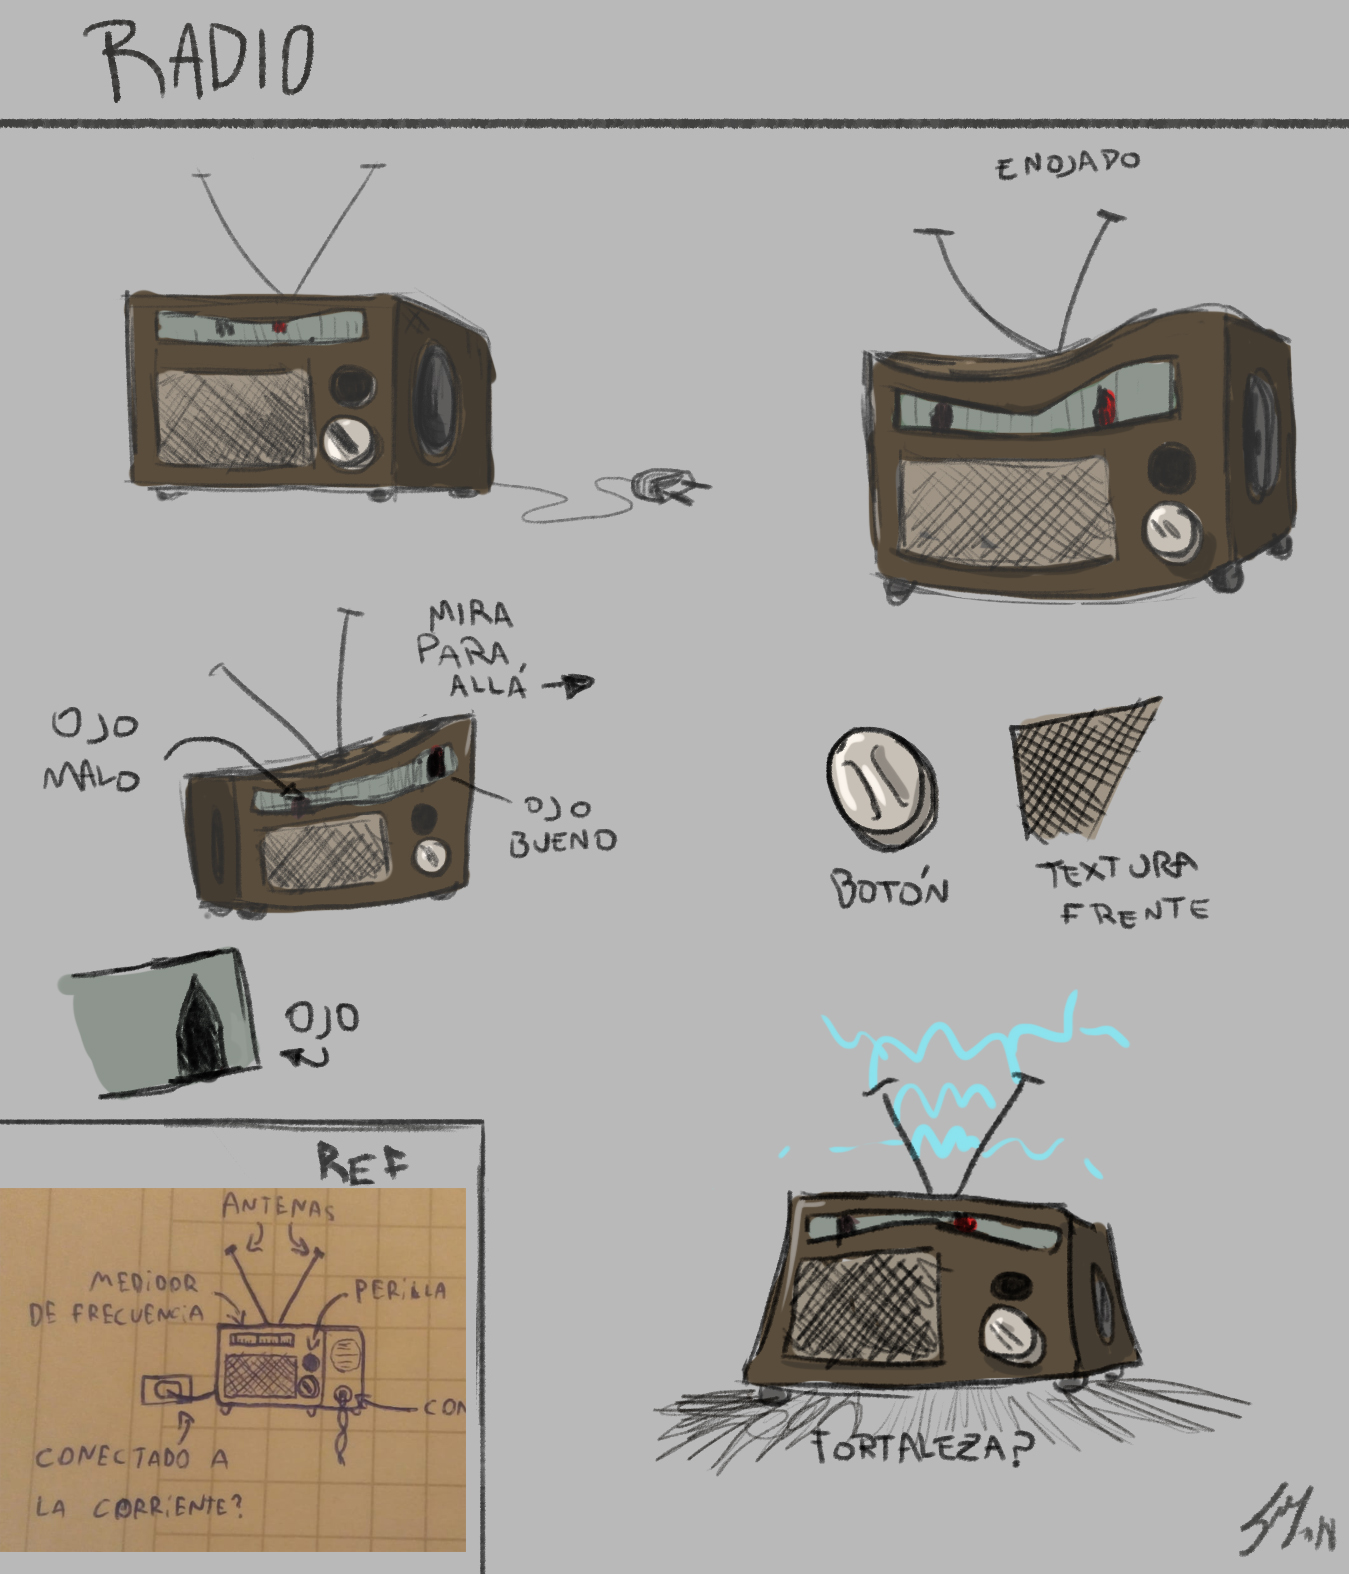 RADIO
ENOJADO
MIRA
PARA
ALLÁ
OJO
MALO
OJO
BUENO
BOTÓN
TEXTURA
FRENTE
OJO
REF
ANTENAS
MEDIDOR
DE FRECUENCIA
PERILLA
CON
CONECTADO A
LA CORRIENTE?
FORTALEZA?